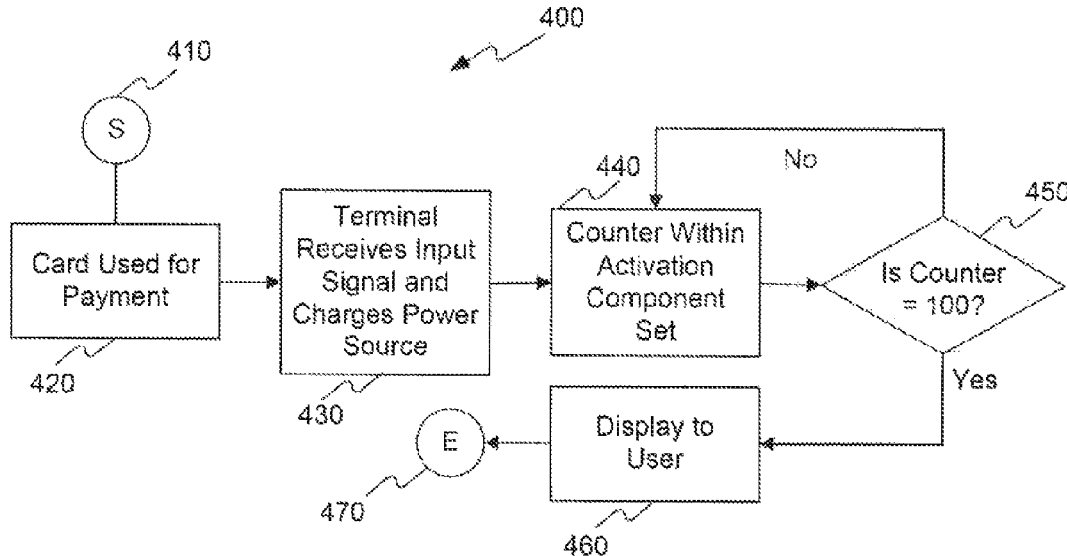 400
410
S
Card Used for
Payment
420
Terminal
Receives Input
Signal and
Charges Power
Source
430
440
Counter Within
Activation
Component
Set
No
450
Is Counter
= 100?
Yes
Display to
User
460
E
470